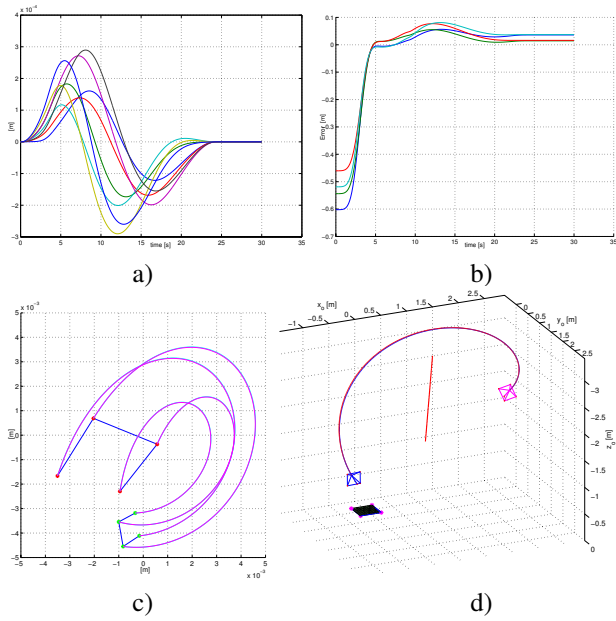 x 10⁻⁴
4
3
2
1
0
−1
−2
−3
[m]
0 5 10 15 20 25 30 35
time [s]
a)
0.1
0
−0.1
−0.2
−0.3
−0.4
−0.5
−0.6
−0.7
Error [m]
0 5 10 15 20 25 30 35
time [s]
b)
x 10⁻³
5
4
3
2
1
0
−1
−2
−3
−4
−5
[m]
−5 −4 −3 −2 −1 0 1 2 3 4 5
[m]
x 10⁻³
c)
x₀ [m]
−1 −0.5 0 0.5 1 1.5 2 2.5
y₀ [m]
0 0.5 1 1.5 2 2.5
−3
−2.5
−2
−1.5
−1
−0.5
0
z₀ [m]
d)